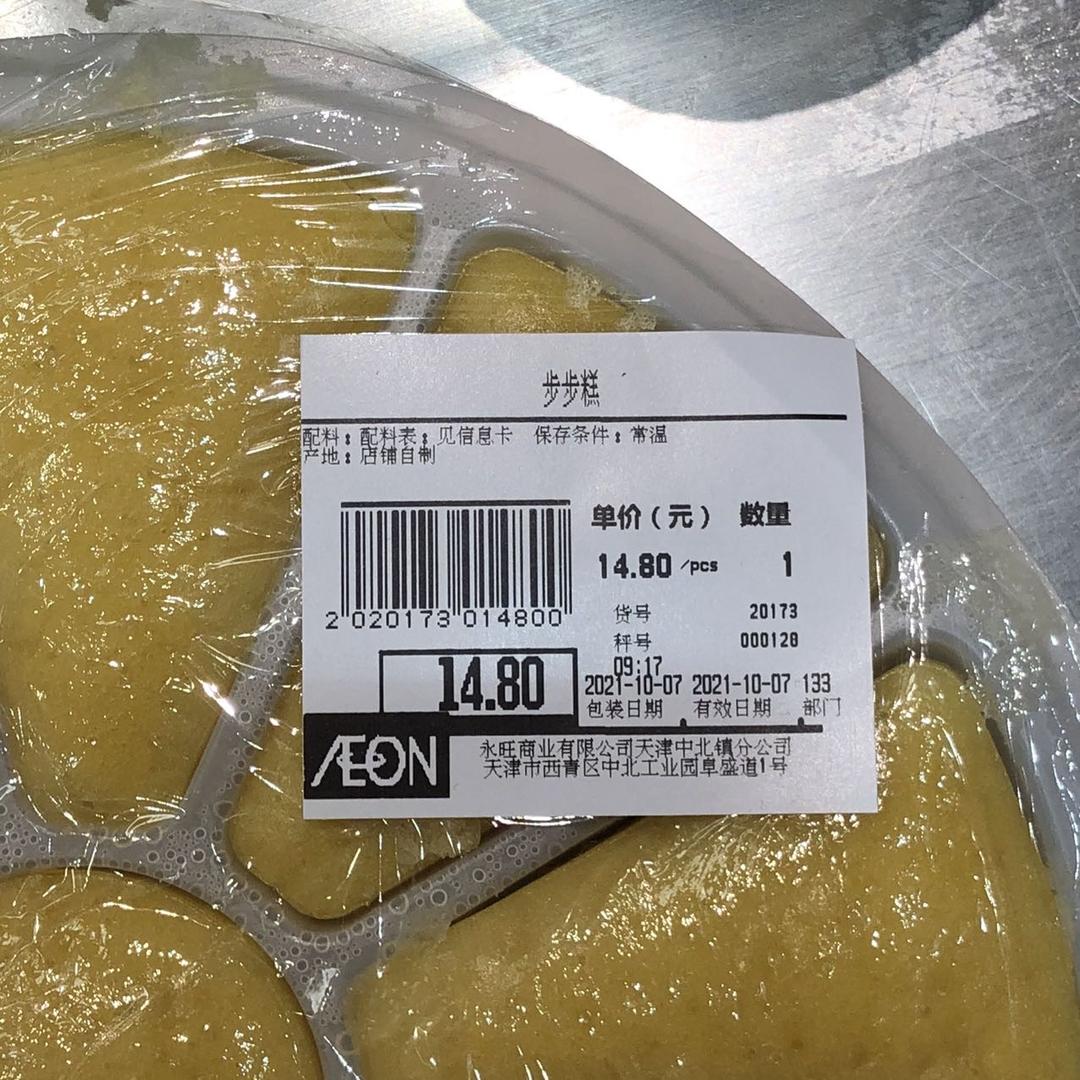 步步糕
配料：配料表：见信息卡 保存条件：常温
产地：店铺自制
单价（元） 数量
14.80 /pcs 1
2 020173 014800
货号 20173
秤号 000128
09:17
14.80
2021-10-07 2021-10-07 133
包装日期 有效日期 部门
ÆON
永旺商业有限公司天津中北镇分公司
天津市西青区中北工业园阜盛道1号